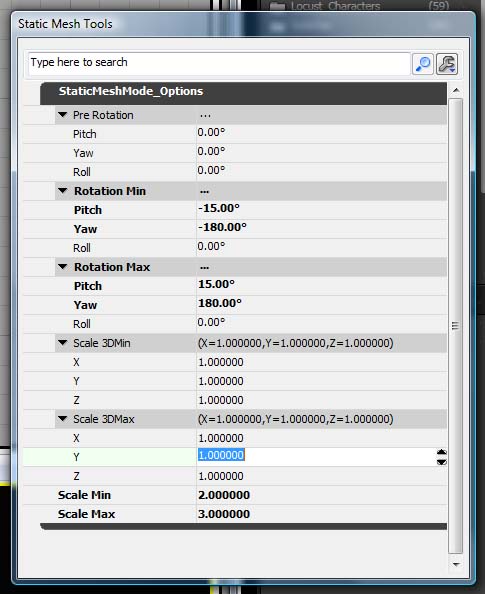 Locust_Characters (59)
Static Mesh Tools
Type here to search
StaticMeshMode_Options
Pre Rotation ...
Pitch 0.00°
Yaw 0.00°
Roll 0.00°
Rotation Min ...
Pitch -15.00°
Yaw -180.00°
Roll 0.00°
Rotation Max ...
Pitch 15.00°
Yaw 180.00°
Roll 0.00°
Scale 3DMin (X=1.000000,Y=1.000000,Z=1.000000)
X 1.000000
Y 1.000000
Z 1.000000
Scale 3DMax (X=1.000000,Y=1.000000,Z=1.000000)
X 1.000000
Y 1.000000
Z 1.000000
Scale Min 2.000000
Scale Max 3.000000